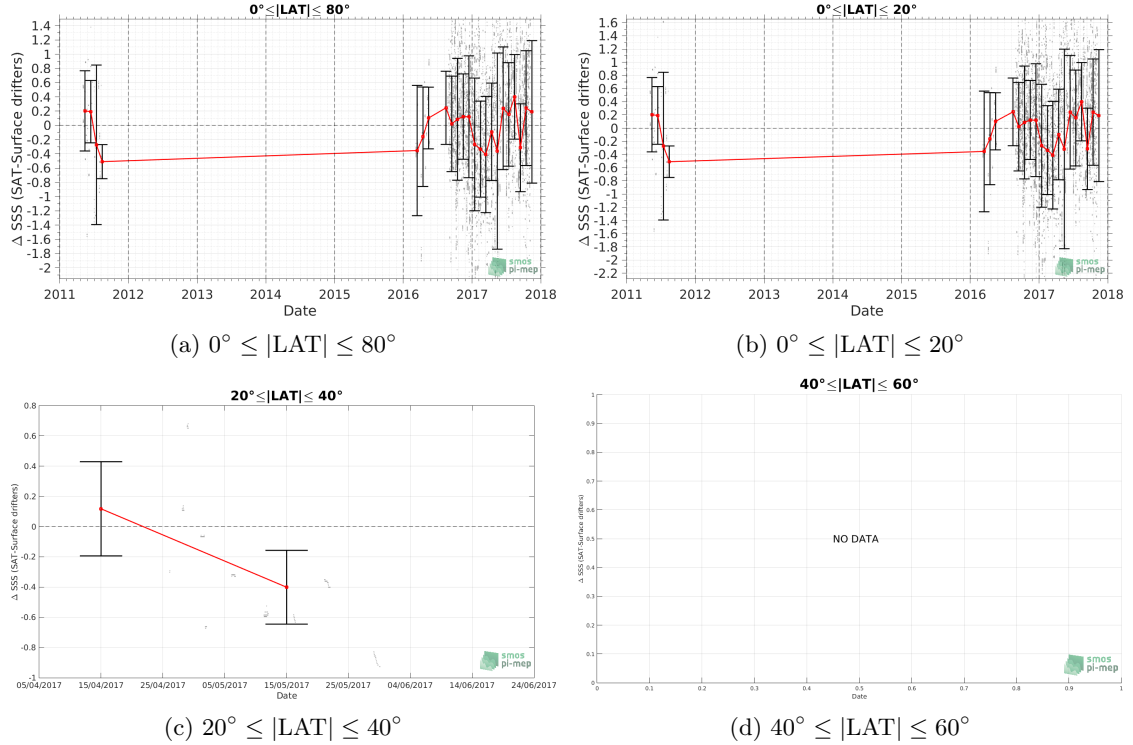 0°≤|LAT|≤ 80°
1.4
1.2
1
0.8
0.6
0.4
0.2
0
-0.2
-0.4
-0.6
-0.8
-1
-1.2
-1.4
-1.6
-1.8
-2
Δ SSS (SAT-Surface drifters)
smos
pi-mep
2011 2012 2013 2014 2015 2016 2017 2018
Date
(a) 0° ≤ |LAT| ≤ 80°
0°≤|LAT|≤ 20°
1.4
1.2
1
0.8
0.6
0.4
0.2
0
-0.2
-0.4
-0.6
-0.8
-1
-1.2
-1.4
-1.6
-1.8
-2
-2.2
Δ SSS (SAT-Surface drifters)
smos
pi-mep
2011 2012 2013 2014 2015 2016 2017 2018
Date
(b) 0° ≤ |LAT| ≤ 20°
20°≤|LAT|≤ 40°
0.8
0.6
0.4
0.2
0
-0.2
-0.4
-0.6
-0.8
-1
Δ SSS (SAT-Surface drifters)
smos
pi-mep
05/04/2017 15/04/2017 25/04/2017 05/05/2017 15/05/2017 25/05/2017 04/06/2017 14/06/2017 24/06/2017
Date
(c) 20° ≤ |LAT| ≤ 40°
40°≤|LAT|≤ 60°
1
0.9
0.8
0.7
0.6
0.5
0.4
0.3
0.2
0.1
0
Δ SSS (SAT-Surface drifters)
NO DATA
smos
pi-mep
0 0.1 0.2 0.3 0.4 0.5 0.6 0.7 0.8 0.9 1
Date
(d) 40° ≤ |LAT| ≤ 60°